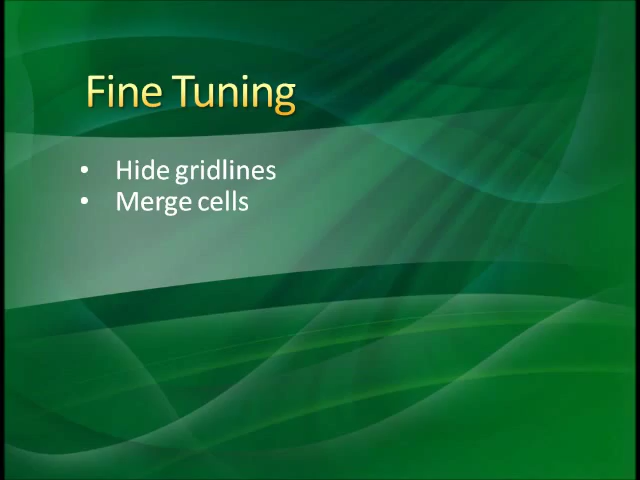 Fine Tuning
• Hide gridlines
• Merge cells